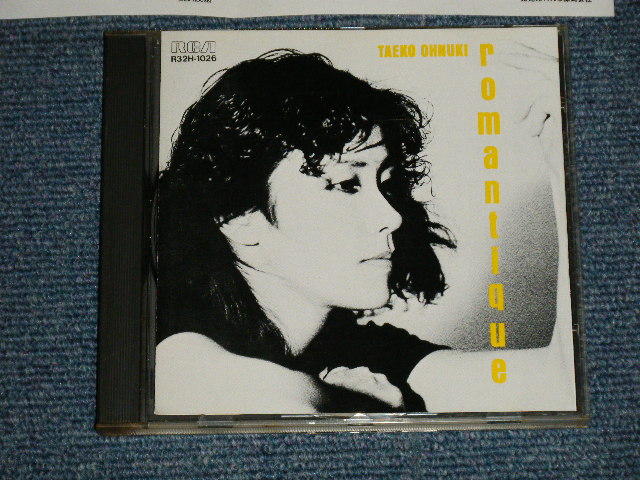 RCA
R32H-1026
TAEKO OHNUKI
romantique